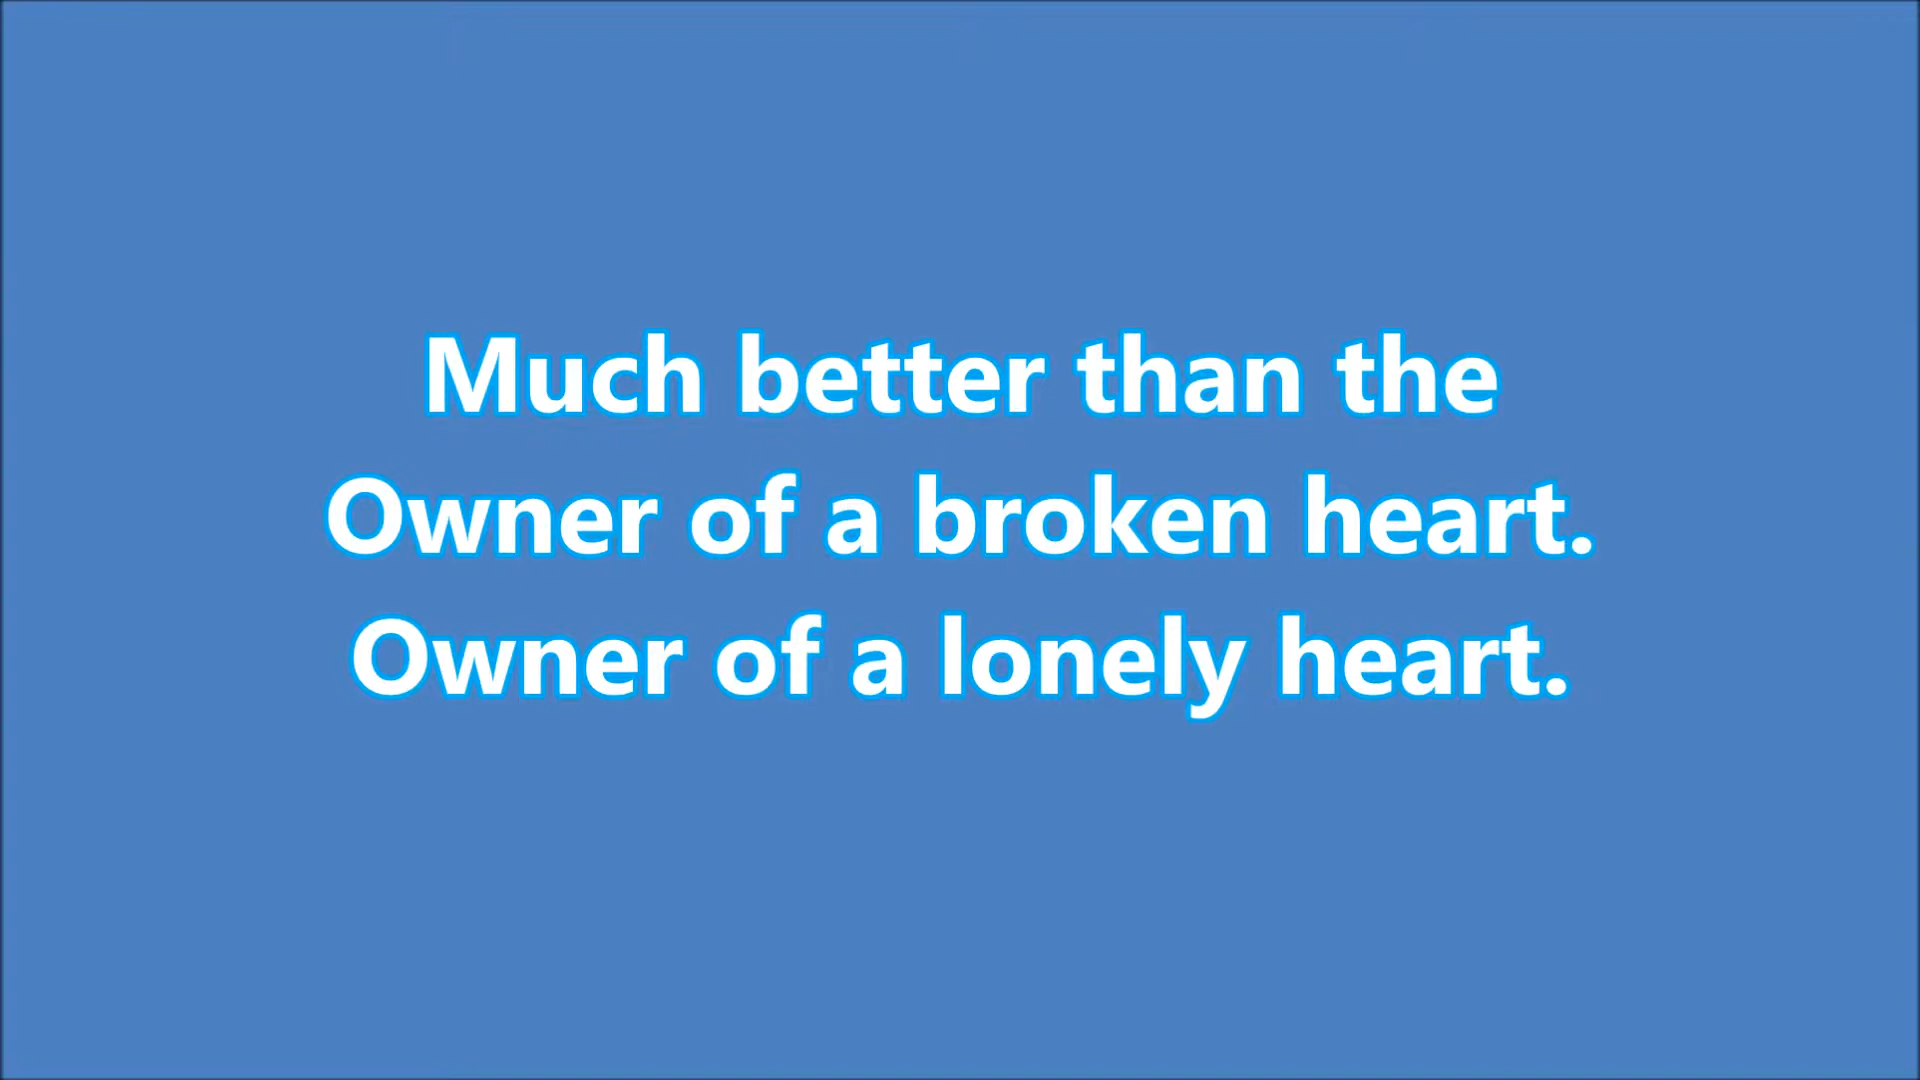 Much better than the
Owner of a broken heart.
Owner of a lonely heart.